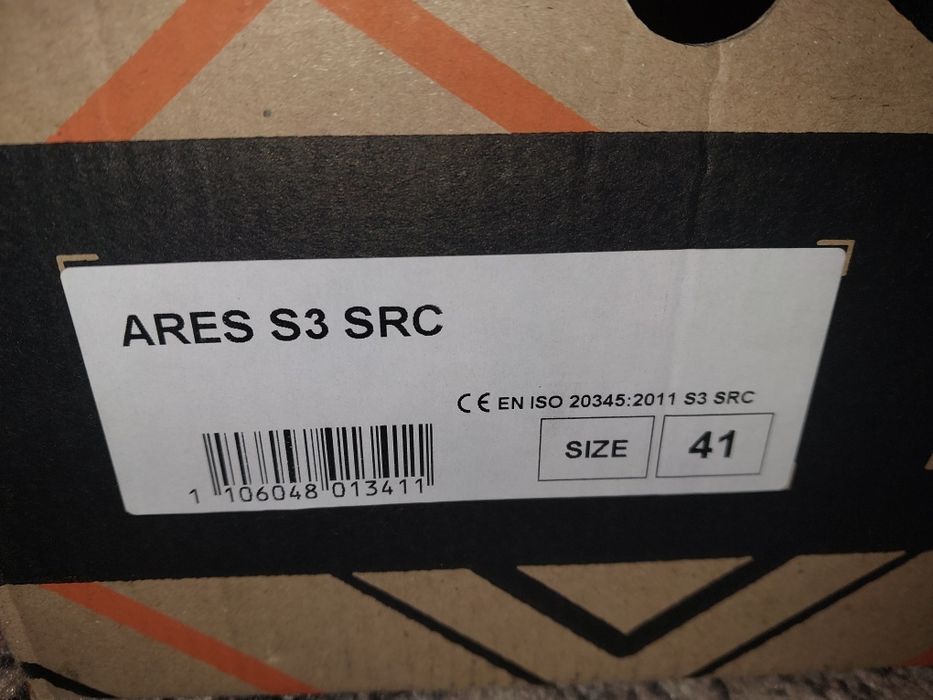 ARES S3 SRC
CE EN ISO 20345:2011 S3 SRC
SIZE 41
1 106048 013411